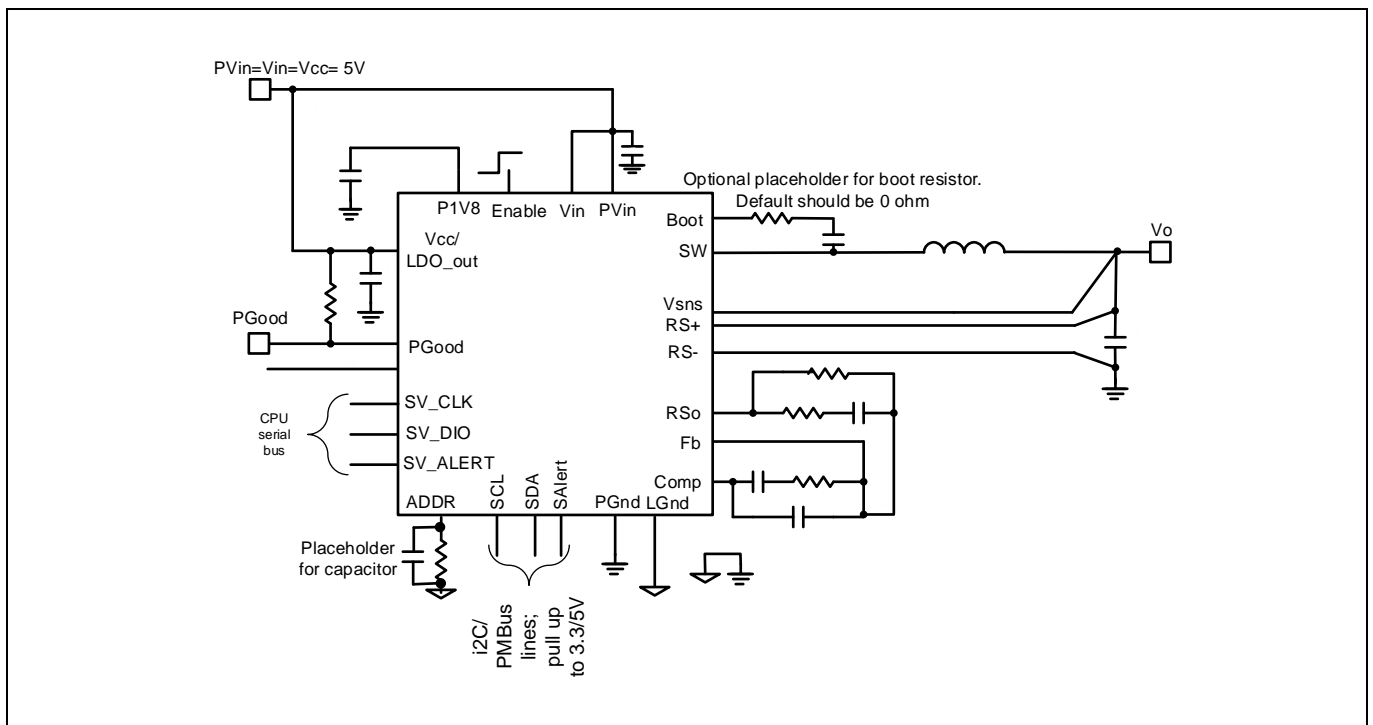 PVin=Vin=Vcc= 5V
Optional placeholder for boot resistor.
Default should be 0 ohm
P1V8
Enable
Vin
PVin
Boot
Vo
Vcc/
LDO_out
SW
Vsns
RS+
PGood
PGood
RS-
SV_CLK
CPU
serial
bus
SV_DIO
SV_ALERT
RSo
Fb
Comp
ADDR
SCL
SDA
SAlert
PGnd
LGnd
Placeholder
for capacitor
i2C/
PMBus
lines;
pull up
to 3.3/5V